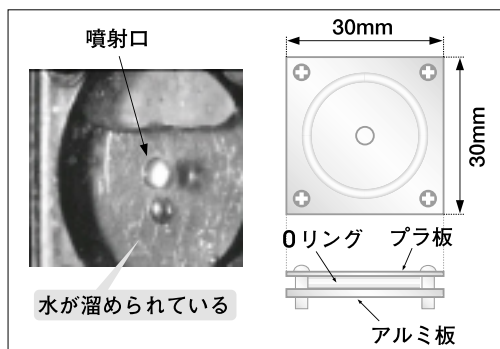 噴射口
水が溜められている
30mm
30mm
Oリング
プラ板
アルミ板